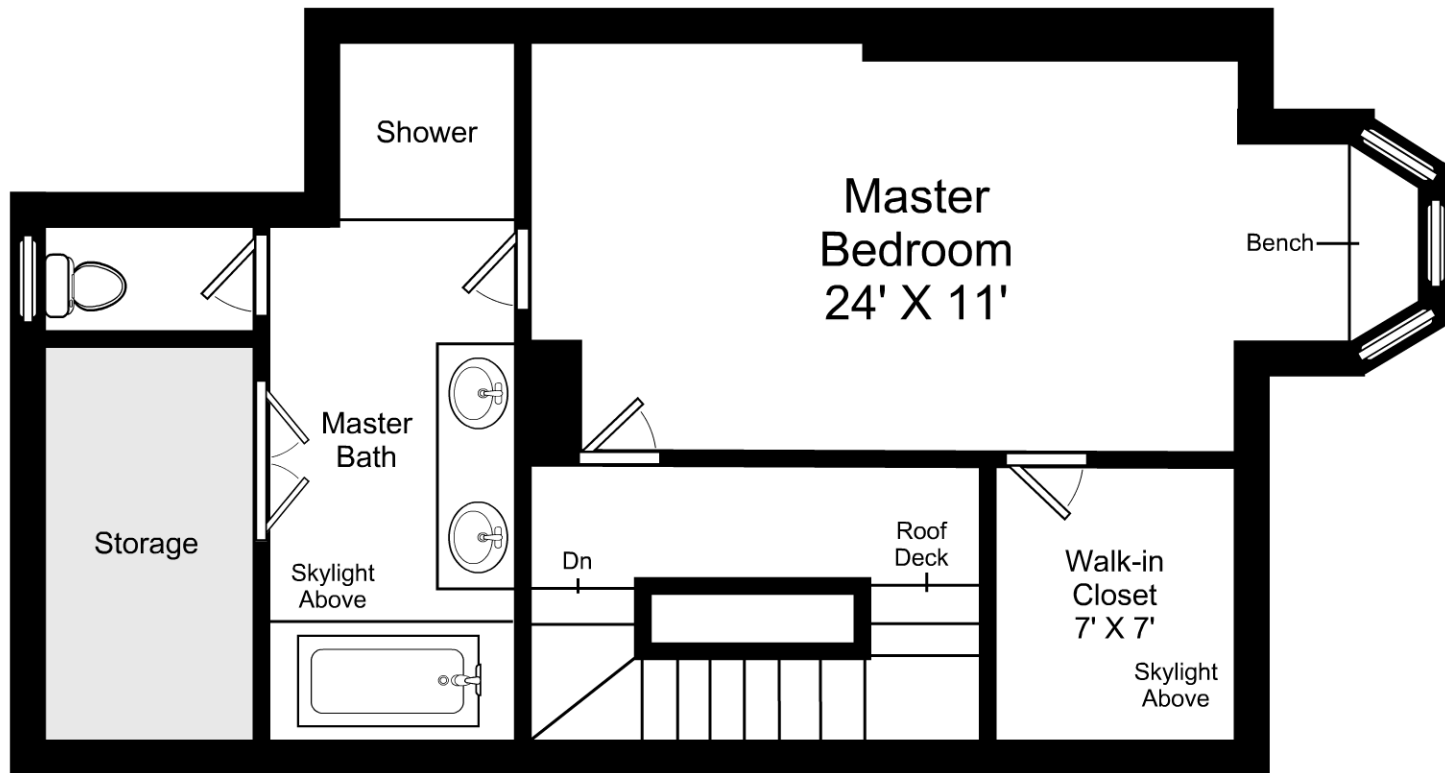 Shower
Master
Bedroom
24' X 11'
Bench
Master
Bath
Storage
Skylight
Above
Dn
Roof
Deck
Walk-in
Closet
7' X 7'
Skylight
Above